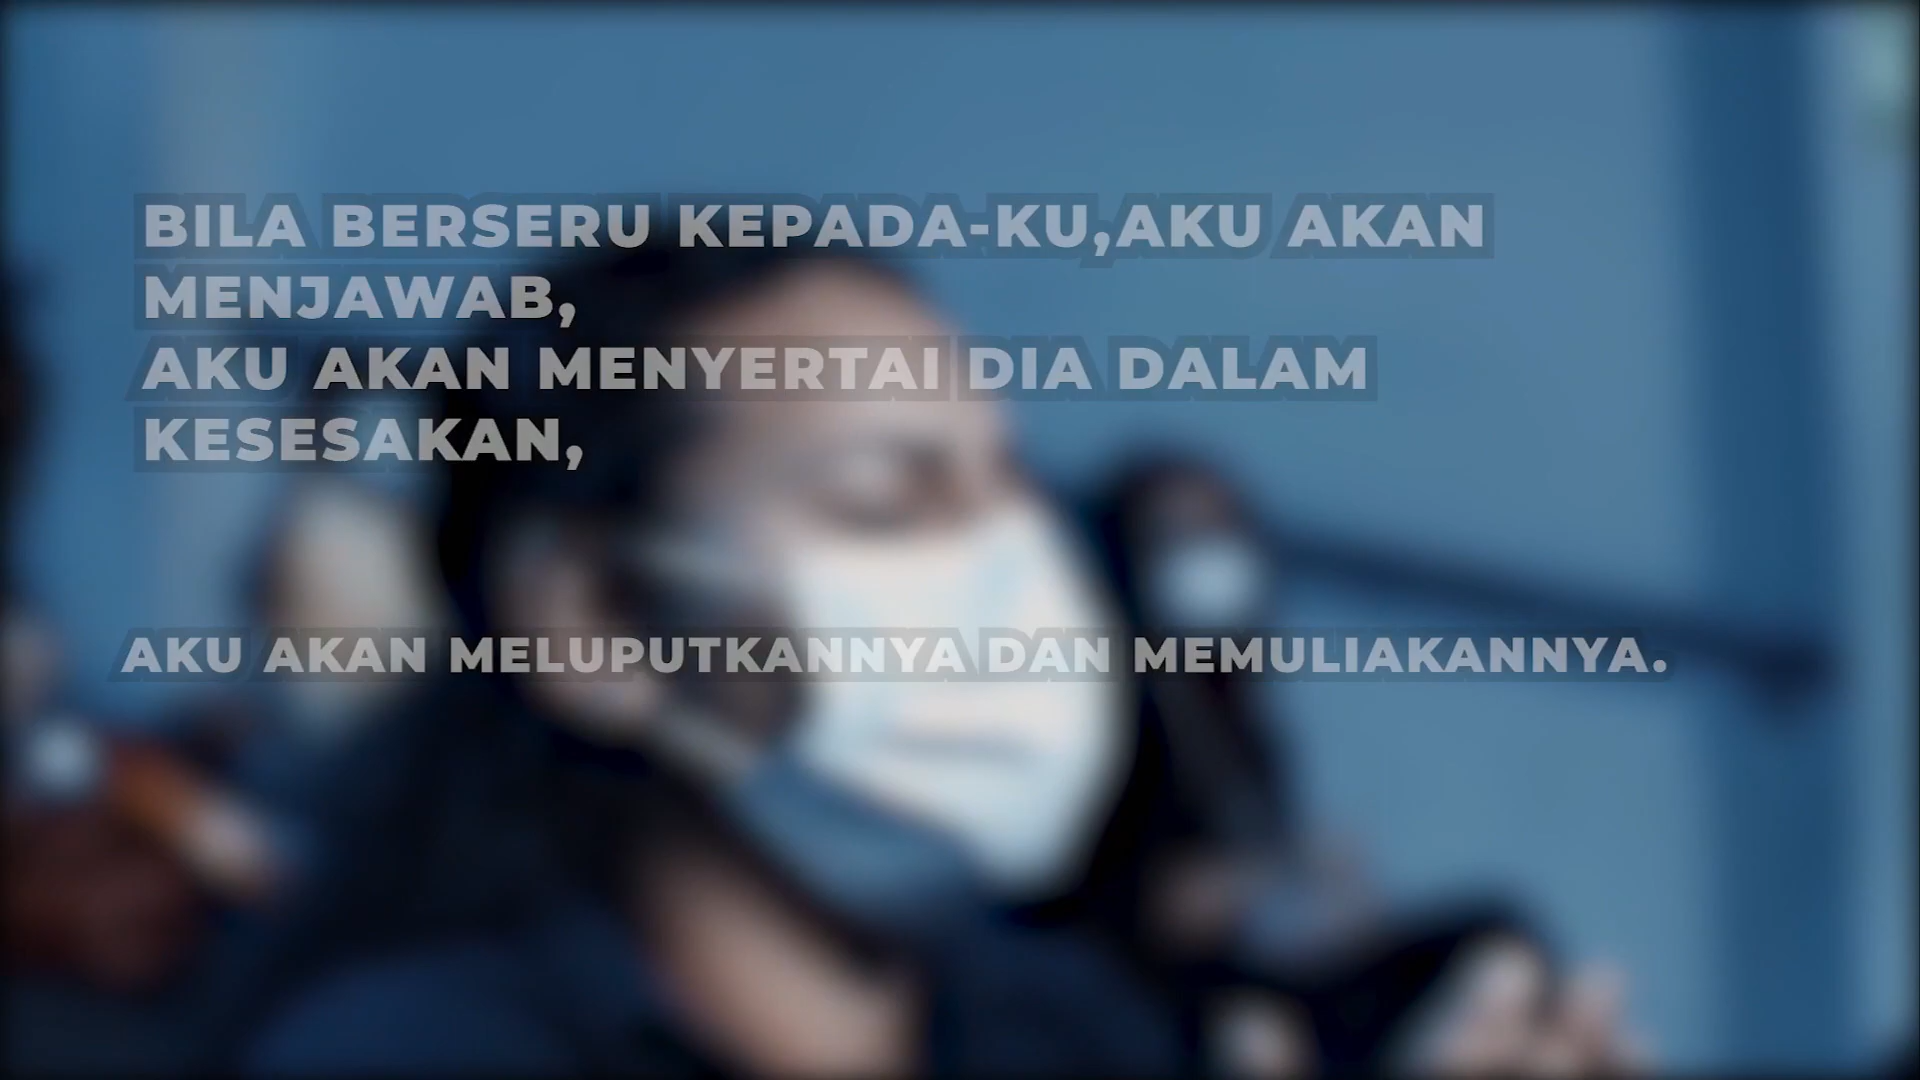 BILA BERSERU KEPADA-KU,AKU AKAN
MENJAWAB,
AKU AKAN MENYERTAI DIA DALAM
KESESAKAN,
AKU AKAN MELUPUTKANNYA DAN MEMULIAKANNYA.